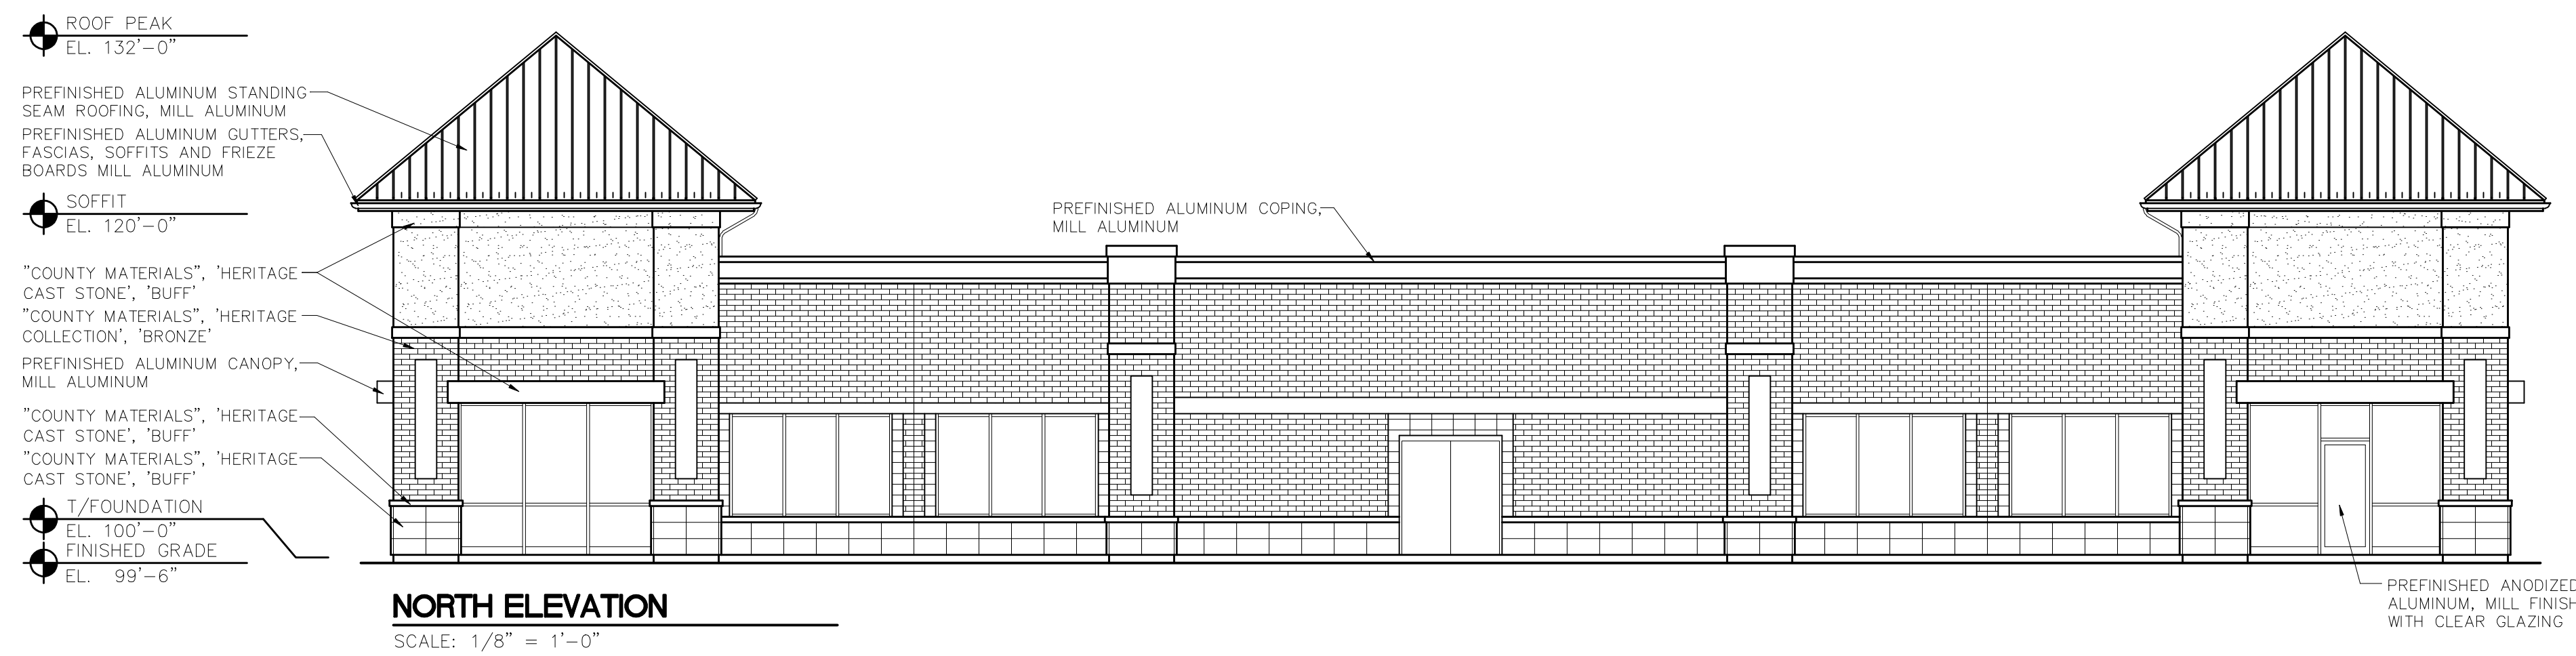 ROOF PEAK
EL. 132'-0"
PREFINISHED ALUMINUM STANDING
SEAM ROOFING, MILL ALUMINUM
PREFINISHED ALUMINUM GUTTERS,
FASCIAS, SOFFITS AND FRIEZE
BOARDS MILL ALUMINUM
SOFFIT
EL. 120'-0"
"COUNTY MATERIALS", 'HERITAGE
CAST STONE', 'BUFF'
"COUNTY MATERIALS", 'HERITAGE
COLLECTION', 'BRONZE'
PREFINISHED ALUMINUM CANOPY,
MILL ALUMINUM
"COUNTY MATERIALS", 'HERITAGE
CAST STONE', 'BUFF'
"COUNTY MATERIALS", 'HERITAGE
CAST STONE', 'BUFF'
T/FOUNDATION
EL. 100'-0"
FINISHED GRADE
EL. 99'-6"
PREFINISHED ALUMINUM COPING,
MILL ALUMINUM
PREFINISHED ANODIZED
ALUMINUM, MILL FINISH
WITH CLEAR GLAZING
NORTH ELEVATION
SCALE: 1/8" = 1'-0"